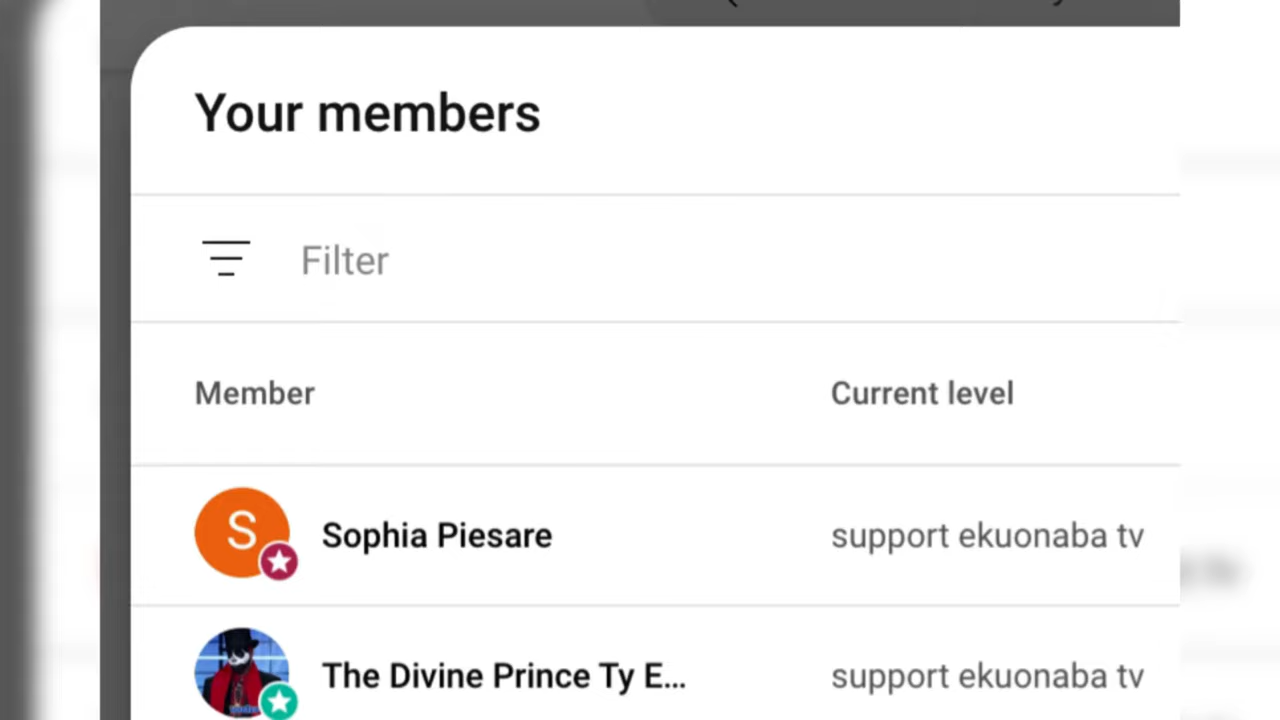 Your members
Filter
Member Current level
S Sophia Piesare support ekuonaba tv
The Divine Prince Ty E... support ekuonaba tv